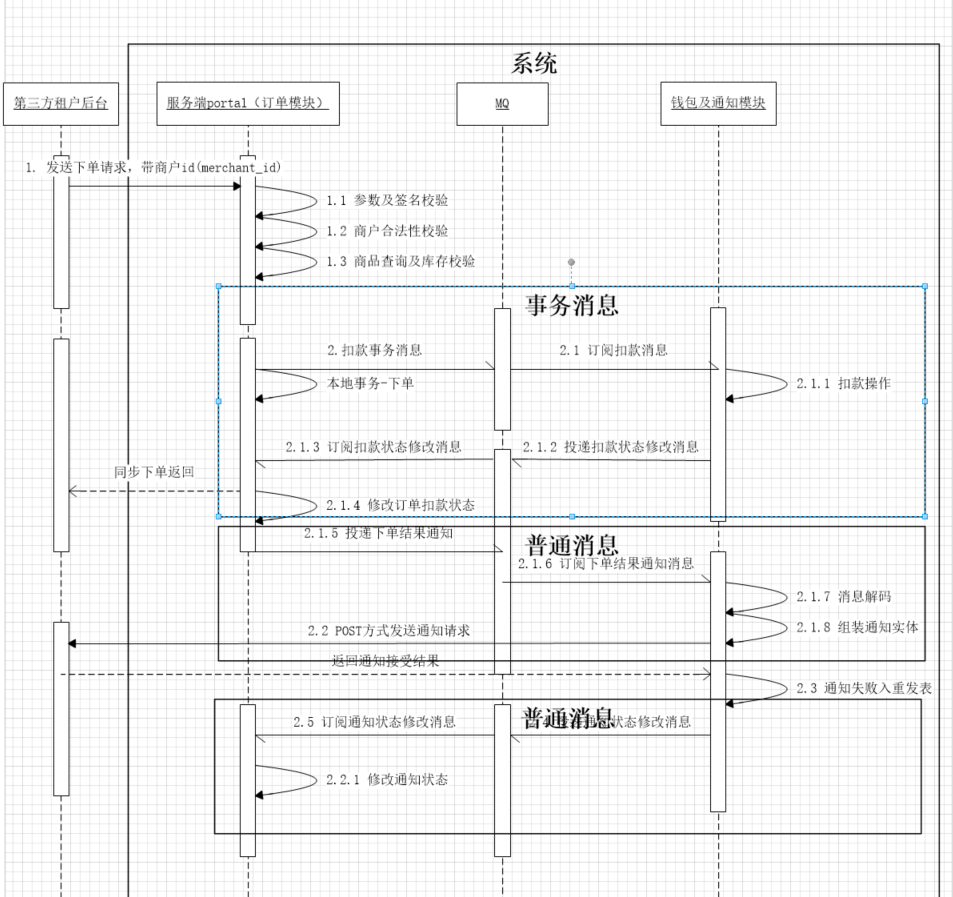 系统
第三方租户后台
服务端portal（订单模块）
MQ
钱包及通知模块
1. 发送下单请求，带商户id(merchant_id)
1.1 参数及签名校验
1.2 商户合法性校验
1.3 商品查询及库存校验
事务消息
2.扣款事务消息
2.1 订阅扣款消息
本地事务-下单
2.1.1 扣款操作
2.1.3 订阅扣款状态修改消息
2.1.2 投递扣款状态修改消息
同步下单返回
2.1.4 修改订单扣款状态
2.1.5 投递下单结果通知
普通消息
2.1.6 订阅下单结果通知消息
2.1.7 消息解码
2.1.8 组装通知实体
2.2 POST方式发送通知请求
返回通知接受结果
2.3 通知失败入重发表
普通消息
2.5 订阅通知状态修改消息
状态修改消息
2.2.1 修改通知状态